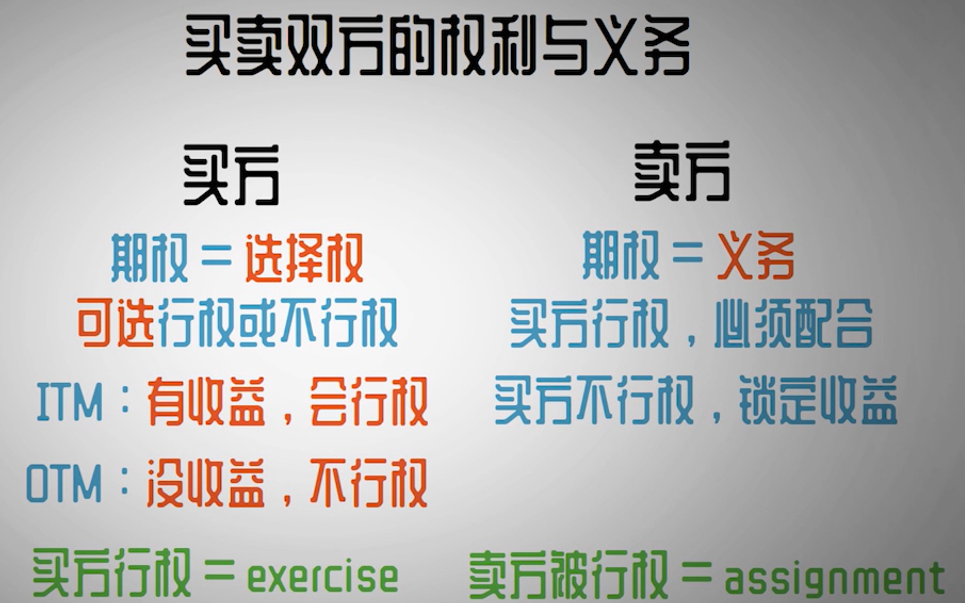 买卖双方的权利与义务
买方
期权＝选择权
可选行权或不行权
ITM：有收益，会行权
OTM：没收益，不行权
买方行权＝exercise
卖方
期权＝义务
买方行权，必须配合
买方不行权，锁定收益
卖方被行权＝assignment